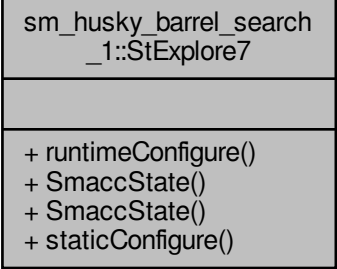 sm_husky_barrel_search
_1::StExplore7
+ runtimeConfigure()
+ SmaccState()
+ SmaccState()
+ staticConfigure()